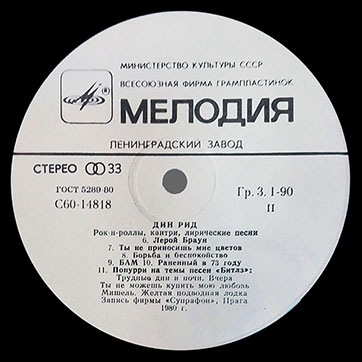 МИНИСТЕРСТВО КУЛЬТУРЫ СССР
ВСЕСОЮЗНАЯ ФИРМА ГРАМПЛАСТИНОК
МЕЛОДИЯ
ЛЕНИНГРАДСКИЙ ЗАВОД
СТЕРЕО 33
ГОСТ 5289-80
Гр. 3. 1-90
С60-14818
II
ДИН РИД
Рок-н-роллы, кантри, лирические песни
6. Лерой Браун
7. Ты не приносишь мне цветов
8. Борьба и беспокойство
9. БАМ 10. Раненный в 73 году
11. Попурри на темы песен «Битлз»:
Трудные дни и ночи, Вчера
Ты не можешь купить мою любовь
Мишель, Желтая подводная лодка
Запись фирмы «Супрафон», Прага
1980 г.